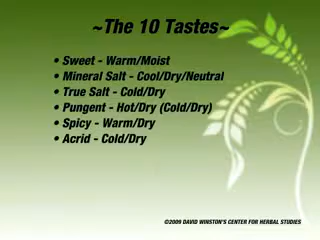 ~The 10 Tastes~
• Sweet - Warm/Moist
• Mineral Salt - Cool/Dry/Neutral
• True Salt - Cold/Dry
• Pungent - Hot/Dry (Cold/Dry)
• Spicy - Warm/Dry
• Acrid - Cold/Dry
©2009 DAVID WINSTON'S CENTER FOR HERBAL STUDIES